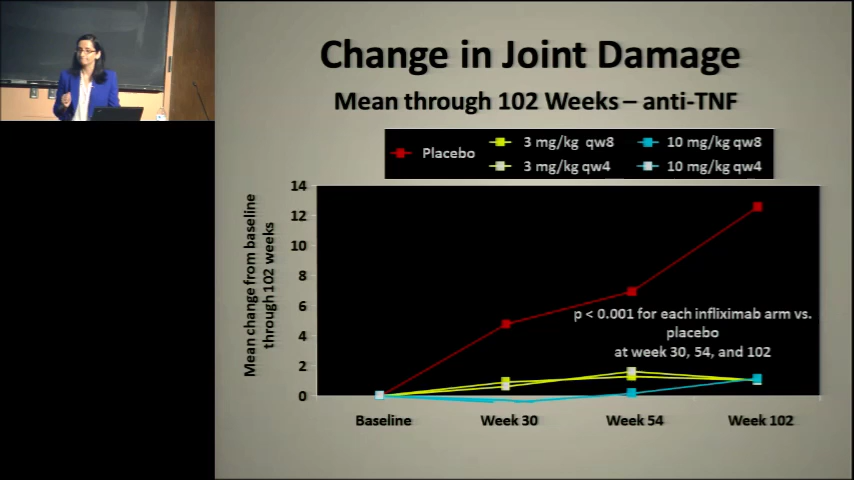 Change in Joint Damage
Mean through 102 Weeks – anti-TNF
Placebo
3 mg/kg qw8
10 mg/kg qw8
3 mg/kg qw4
10 mg/kg qw4
Mean change from baseline
through 102 weeks
14
12
10
8
6
4
2
0
p < 0.001 for each infliximab arm vs.
placebo
at week 30, 54, and 102
Baseline
Week 30
Week 54
Week 102